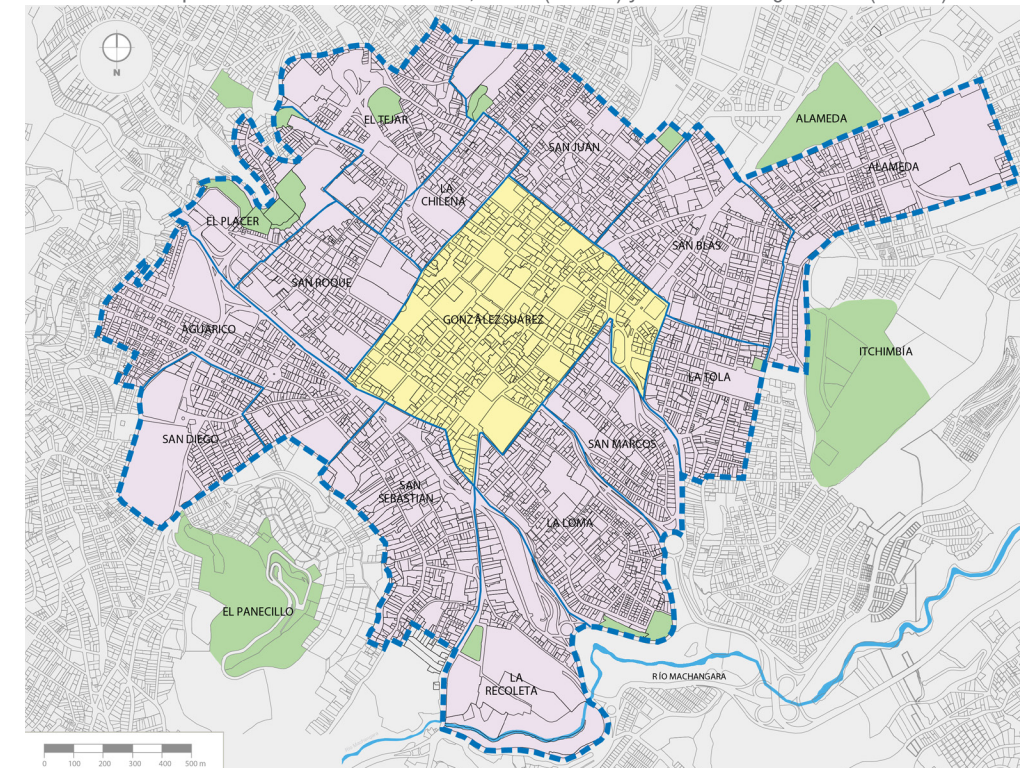 N
EL TEJAR
ALAMEDA
SAN JUAN
ALAMEDA
LA
CHILENA
EL PLACER
SAN BLAS
SAN ROQUE
GONZÁLEZ SUÁREZ
AGUARICO
ITCHIMBÍA
LA TOLA
SAN DIEGO
SAN MARCOS
SAN
SEBASTIÁN
LA LOMA
EL PANECILLO
LA
RECOLETA
RÍO MACHANGARA
0 100 200 300 400 500 m